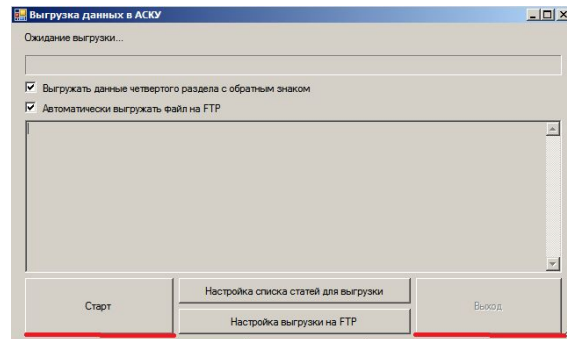 Выгрузка данных в АСКУ
Ожидание выгрузки...
Выгружать данные четвертого раздела с обратным знаком
Автоматически выгружать файл на FTP
Настройка списка статей для выгрузки
Старт
Выход
Настройка выгрузки на FTP